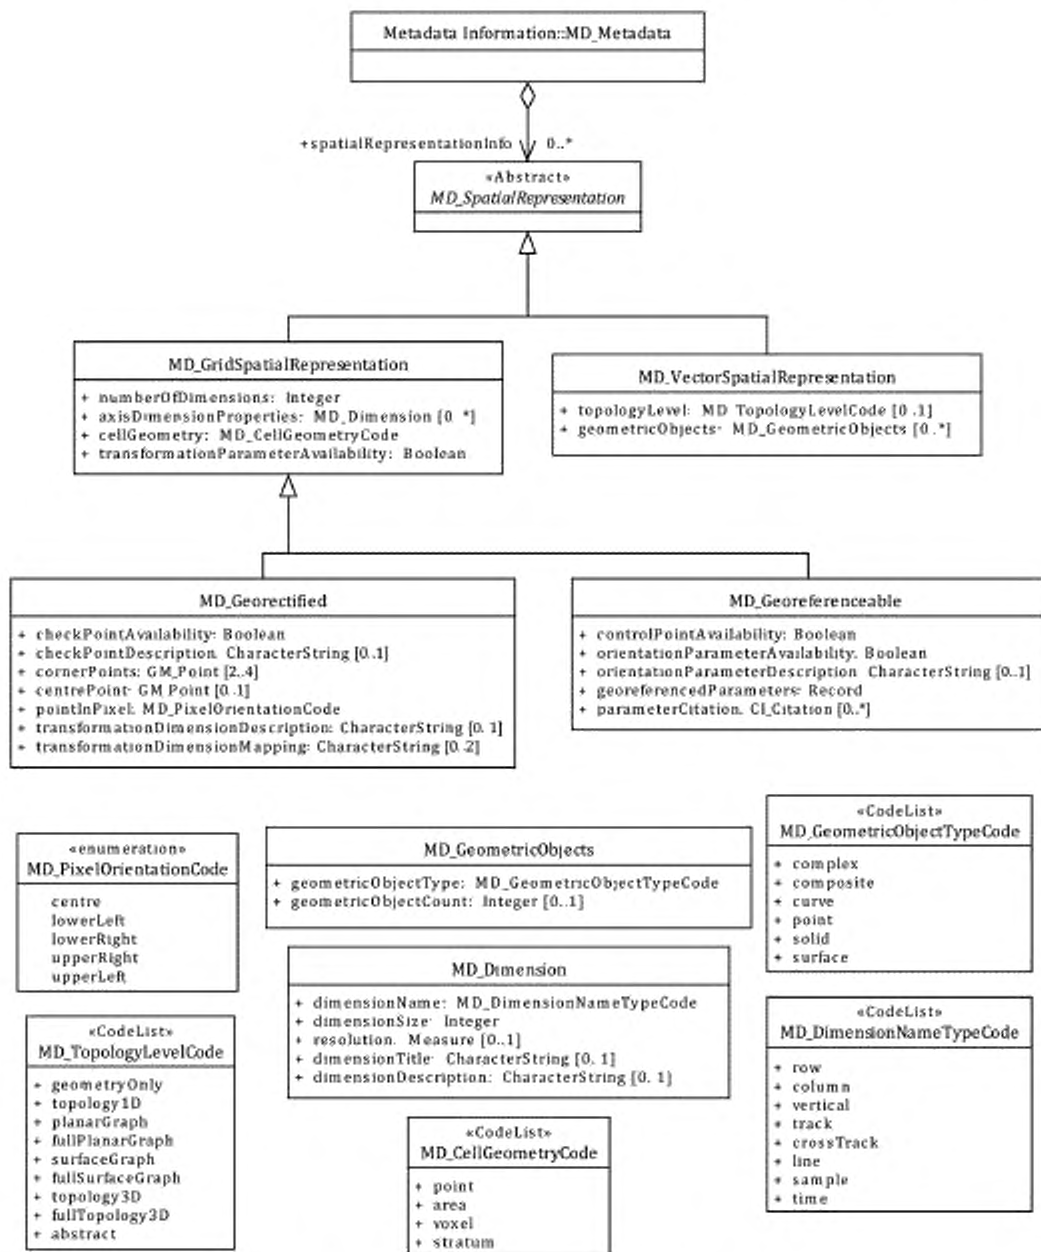 Metadata Information::MD_Metadata
+spatialRepresentationInfo 0..*
«Abstract»
MD_SpatialRepresentation
MD_GridSpatialRepresentation
+ numberOfDimensions: Integer
+ axisDimensionProperties: MD_Dimension [0 *]
+ cellGeometry: MD_CellGeometryCode
+ transformationParameterAvailability: Boolean
MD_VectorSpatialRepresentation
+ topologyLevel: MD_TopologyLevelCode [0..1]
+ geometricObjects: MD_GeometricObjects [0..*]
MD_Georectified
+ checkPointAvailability: Boolean
+ checkPointDescription: CharacterString [0..1]
+ cornerPoints: GM_Point [2..4]
+ centrePoint: GM_Point [0..1]
+ pointInPixel: MD_PixelOrientationCode
+ transformationDimensionDescription: CharacterString [0..1]
+ transformationDimensionMapping: CharacterString [0..2]
MD_Georeferenceable
+ controlPointAvailability: Boolean
+ orientationParameterAvailability: Boolean
+ orientationParameterDescription: CharacterString [0..1]
+ georeferencedParameters: Record
+ parameterCitation: CI_Citation [0..*]
«enumeration»
MD_PixelOrientationCode
centre
lowerLeft
lowerRight
upperRight
upperLeft
MD_GeometricObjects
+ geometricObjectType: MD_GeometricObjectTypeCode
+ geometricObjectCount: Integer [0..1]
«CodeList»
MD_GeometricObjectTypeCode
+ complex
+ composite
+ curve
+ point
+ solid
+ surface
MD_Dimension
+ dimensionName: MD_DimensionNameTypeCode
+ dimensionSize: Integer
+ resolution: Measure [0..1]
+ dimensionTitle: CharacterString [0..1]
+ dimensionDescription: CharacterString [0..1]
«CodeList»
MD_TopologyLevelCode
+ geometryOnly
+ topology1D
+ planarGraph
+ fullPlanarGraph
+ surfaceGraph
+ fullSurfaceGraph
+ topology3D
+ fullTopology3D
+ abstract
«CodeList»
MD_DimensionNameTypeCode
+ row
+ column
+ vertical
+ track
+ crossTrack
+ line
+ sample
+ time
«CodeList»
MD_CellGeometryCode
+ point
+ area
+ voxel
+ stratum